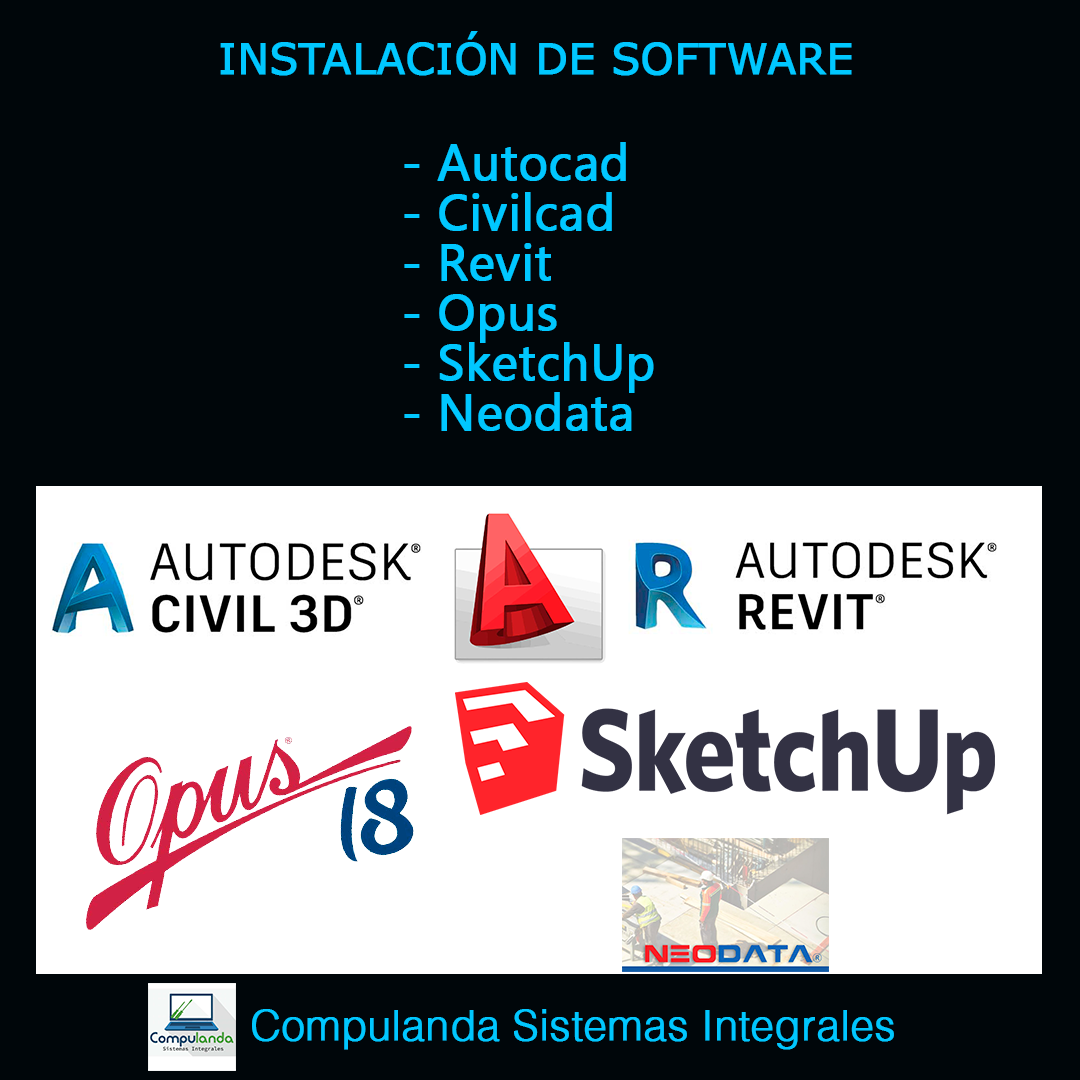 INSTALACIÓN DE SOFTWARE
- Autocad
- Civilcad
- Revit
- Opus
- SketchUp
- Neodata
AUTODESK®
CIVIL 3D®
A
AUTODESK®
REVIT®
Opus®
18
SketchUp
NEODATA®
Compulanda
Sistemas Integrales
Compulanda Sistemas Integrales